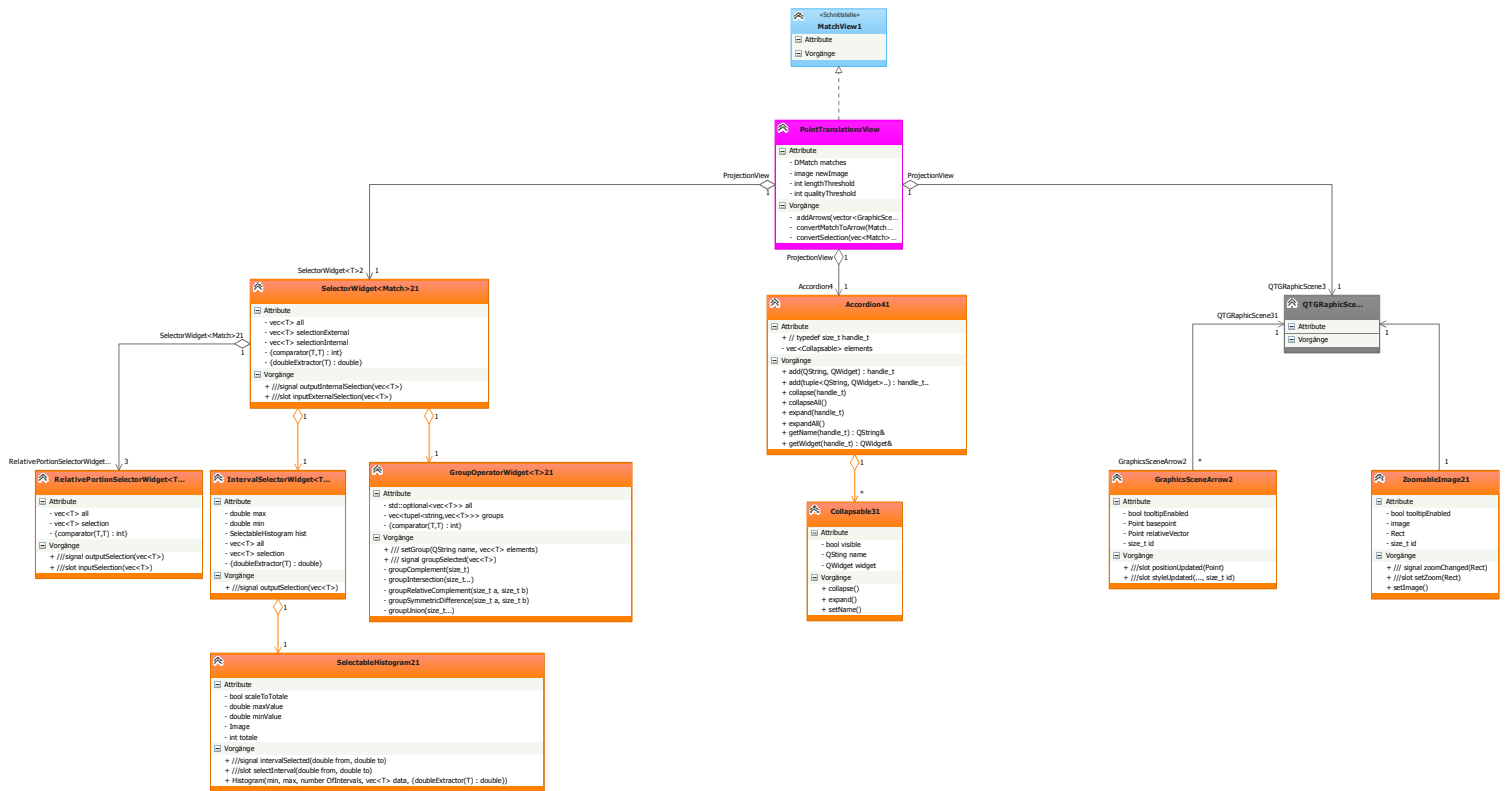 «Schnittstelle»
MatchView1
Attribute
Vorgänge
PointTranslationsView
Attribute
- DMatch matches
- image newImage
- int lengthThreshold
- int qualityThreshold
Vorgänge
- addArrows(vector<GraphicSce...
- convertMatchToArrow(Match...
- convertSelection(vec<Match>...
ProjectionView
1
ProjectionView
1
ProjectionView
1
SelectorWidget<T>2
1
Accordion4
1
QTGRaphicScene3
1
SelectorWidget<Match>21
Attribute
- vec<T> all
- vec<T> selectionExternal
- vec<T> selectionInternal
- {comparator(T,T) : int}
- {doubleExtractor(T) : double}
Vorgänge
+ ///signal outputInternalSelection(vec<T>)
+ ///slot inputExternalSelection(vec<T>)
SelectorWidget<Match>21
1
1
1
RelativePortionSelectorWidget...
3
1
1
Accordion41
Attribute
+ // typedef size_t handle_t
- vec<Collapsable> elements
Vorgänge
+ add(QString, QWidget) : handle_t
+ add(tuple<QString, QWidget>..) : handle_t..
+ collapse(handle_t)
+ collapseAll()
+ expand(handle_t)
+ expandAll()
+ getName(handle_t) : QString&
+ getWidget(handle_t) : QWidget&
1
*
QTGRaphicSce...
Attribute
Vorgänge
QTGRaphicScene31
1
1
GraphicsSceneArrow2
*
1
RelativePortionSelectorWidget<T...
Attribute
- vec<T> all
- vec<T> selection
- {comparator(T,T) : int}
Vorgänge
+ ///signal outputSelection(vec<T>)
+ ///slot inputSelection(vec<T>)
IntervalSelectorWidget<T...
Attribute
- double max
- double min
- SelectableHistogram hist
- vec<T> all
- vec<T> selection
- {doubleExtractor(T) : double}
Vorgänge
+ ///signal outputSelection(vec<T>)
1
1
GroupOperatorWidget<T>21
Attribute
- std::optional<vec<T>> all
- vec<tupel<string,vec<T>>> groups
- {comparator(T,T) : int}
Vorgänge
+ /// setGroup(QString name, vec<T> elements)
+ /// signal groupSelected(vec<T>)
- groupComplement(size_t)
- groupIntersection(size_t...)
- groupRelativeComplement(size_t a, size_t b)
- groupSymmetricDifference(size_t a, size_t b)
- groupUnion(size_t...)
Collapsable31
Attribute
- bool visible
- QString name
- QWidget widget
Vorgänge
+ collapse()
+ expand()
+ setName()
GraphicsSceneArrow2
Attribute
- bool tooltipEnabled
- Point basepoint
- Point relativeVector
- size_t id
Vorgänge
+ ///slot positionUpdated(Point)
+ ///slot styleUpdated(..., size_t id)
ZoomableImage21
Attribute
- bool tooltipEnabled
- image
- Rect
- size_t id
Vorgänge
+ /// signal zoomChanged(Rect)
+ ///slot setZoom(Rect)
+ setImage()
SelectableHistogram21
Attribute
- bool scaleToTotale
- double maxValue
- double minValue
- Image
- int totale
Vorgänge
+ ///signal intervalSelected(double from, double to)
+ ///slot selectInterval(double from, double to)
+ Histogram(min, max, number OfIntervals, vec<T> data, {doubleExtractor(T) : double})